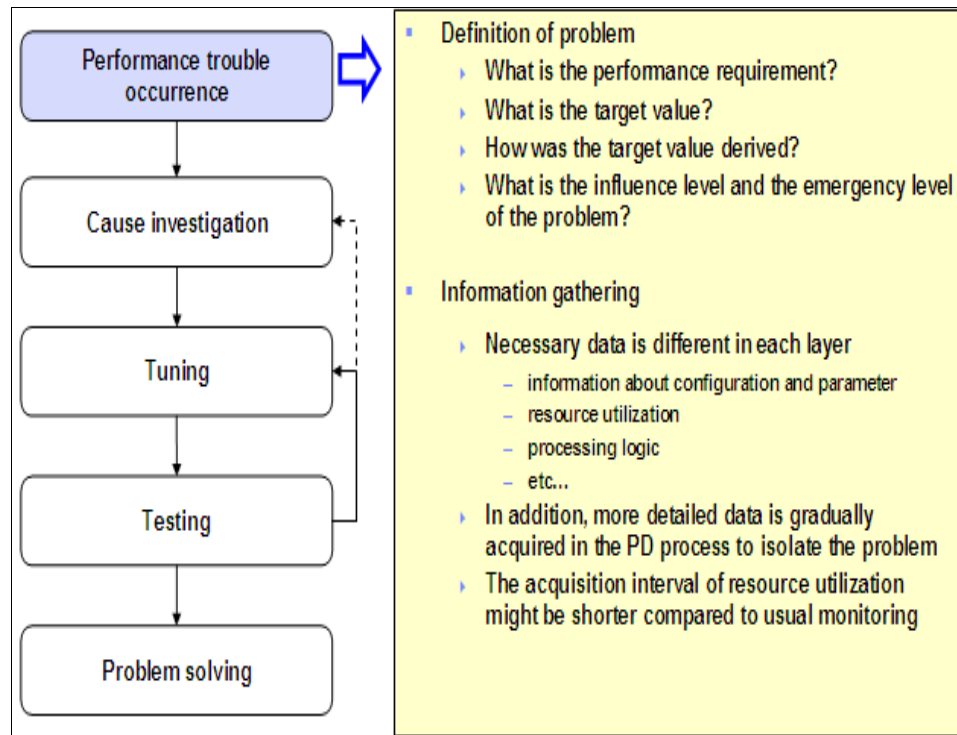 Performance trouble
occurrence
Cause investigation
Tuning
Testing
Problem solving
Definition of problem
What is the performance requirement?
What is the target value?
How was the target value derived?
What is the influence level and the emergency level
of the problem?
Information gathering
Necessary data is different in each layer
– information about configuration and parameter
– resource utilization
– processing logic
– etc...
In addition, more detailed data is gradually
acquired in the PD process to isolate the problem
The acquisition interval of resource utilization
might be shorter compared to usual monitoring